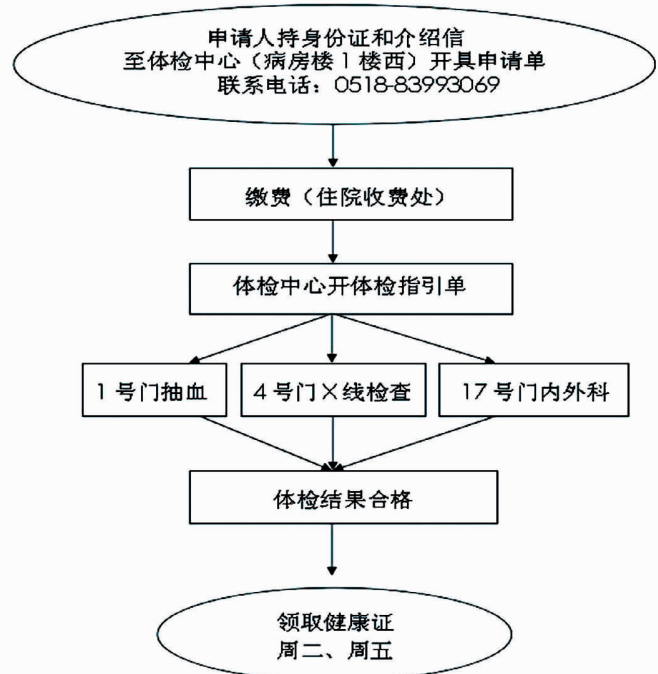 申请人持身份证和介绍信
至体检中心（病房楼1楼西）开具申请单
联系电话：0518-83993069
缴费（住院收费处）
体检中心开体检指引单
1号门抽血
4号门X线检查
17号门内外科
体检结果合格
领取健康证
周二、周五